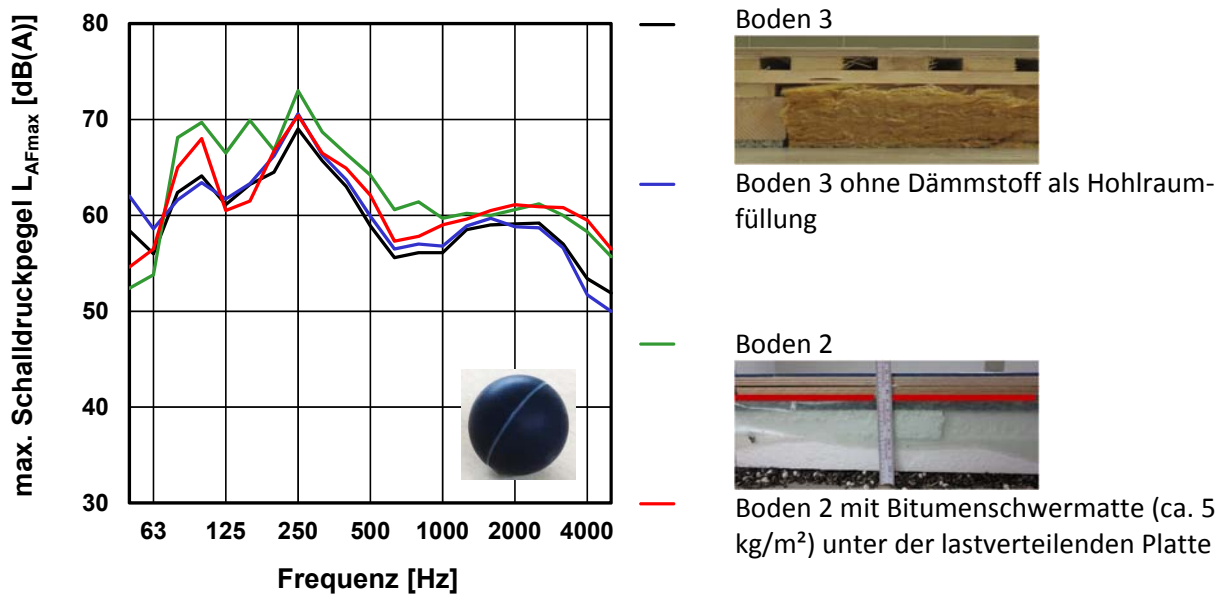 max. Schalldruckpegel L_AFmax [dB(A)]
80
70
60
50
40
30
63 125 250 500 1000 2000 4000
Frequenz [Hz]
Boden 3
Boden 3 ohne Dämmstoff als Hohlraum-
füllung
Boden 2
Boden 2 mit Bitumenschwermatte (ca. 5
kg/m²) unter der lastverteilenden Platte